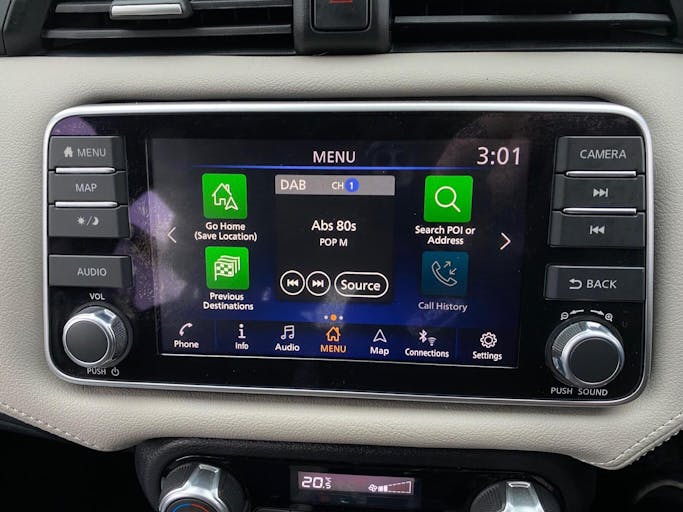 MENU
MAP
AUDIO
VOL
PUSH
MENU
3:01
Go Home
(Save Location)
Previous
Destinations
DAB CH 1
Abs 80s
POP M
Source
Search POI or
Address
Call History
Phone
Info
Audio
MENU
Map
Connections
Settings
CAMERA
BACK
PUSH SOUND
20